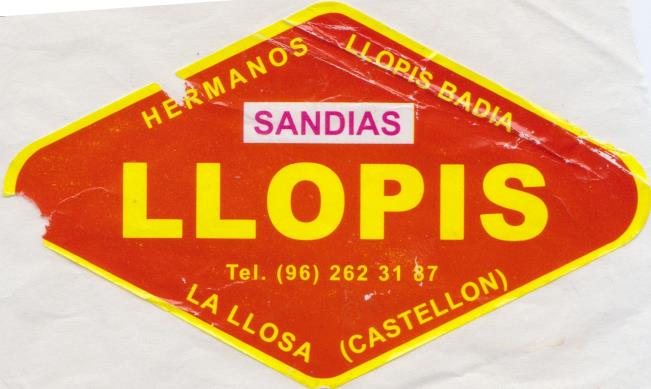 HERMANOS LLOPIS BADIA
SANDIAS
LLOPIS
Tel. (96) 262 31 87
LA LLOSA (CASTELLON)